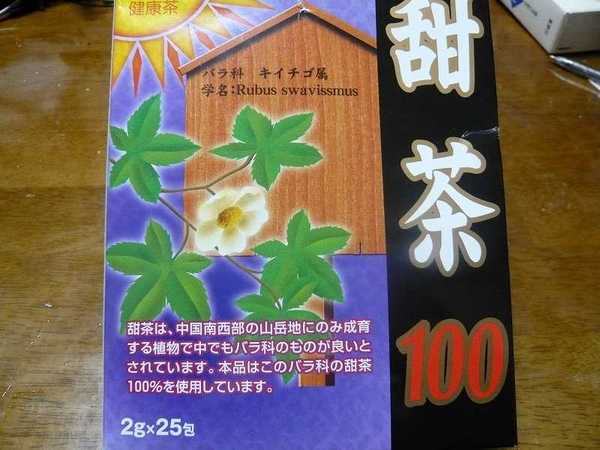 健康茶
バラ科 キイチゴ属
学名:Rubus swavissmus
甜茶100
甜茶は、中国南西部の山岳地にのみ成育
する植物で中でもバラ科のものが良いと
されています。本品はこのバラ科の甜茶
100%を使用しています。
2g×25包